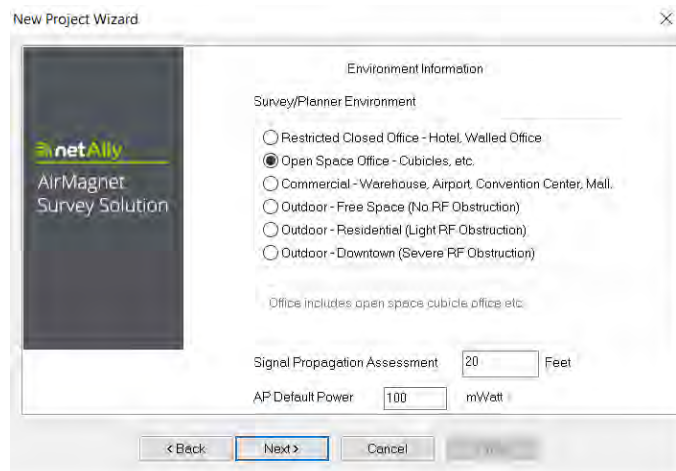 New Project Wizard
Environment Information
Survey/Planner Environment
Restricted Closed Office - Hotel, Walled Office
Open Space Office - Cubicles, etc.
Commercial - Warehouse, Airport, Convention Center, Mall.
Outdoor - Free Space (No RF Obstruction)
Outdoor - Residential (Light RF Obstruction)
Outdoor - Downtown (Severe RF Obstruction)
netAlly
AirMagnet
Survey Solution
Office includes open space cubicle office etc
Signal Propagation Assessment 20 Feet
AP Default Power 100 mWatt
< Back Next > Cancel